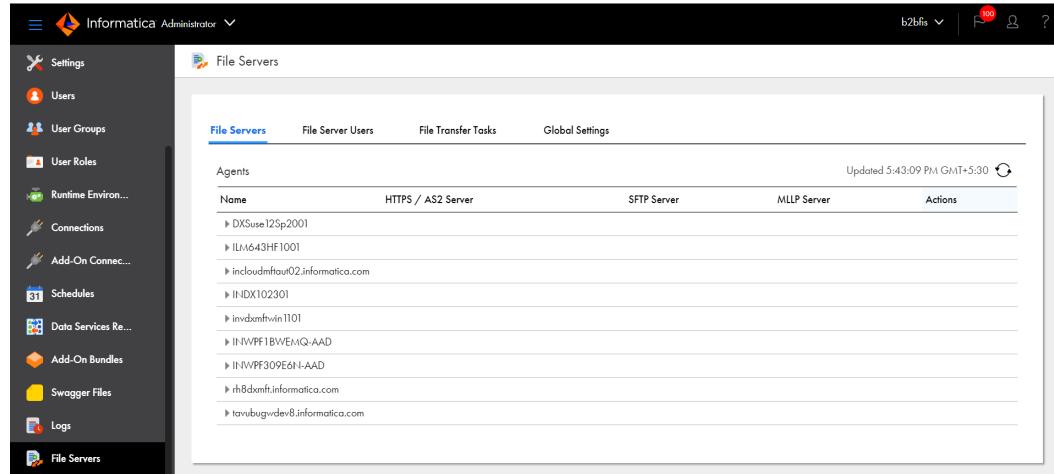 Informatica Administrator
b2bfis
100
?
Settings
Users
User Groups
User Roles
Runtime Environ...
Connections
Add-On Connec...
31
Schedules
Data Services Re...
Add-On Bundles
Swagger Files
Logs
File Servers
File Servers
File Servers File Server Users File Transfer Tasks Global Settings
Agents
Updated 5:43:09 PM GMT+5:30
Name HTTPS / AS2 Server SFTP Server MLLP Server Actions
DXSuse12Sp2001
ILM643HF1001
incloudmftaut02.informatica.com
INDX102301
invdxmftwin1101
INWPF1BWEMQ-AAD
INWPF309E6N-AAD
rh8dxmft.informatica.com
tavubugwdev8.informatica.com